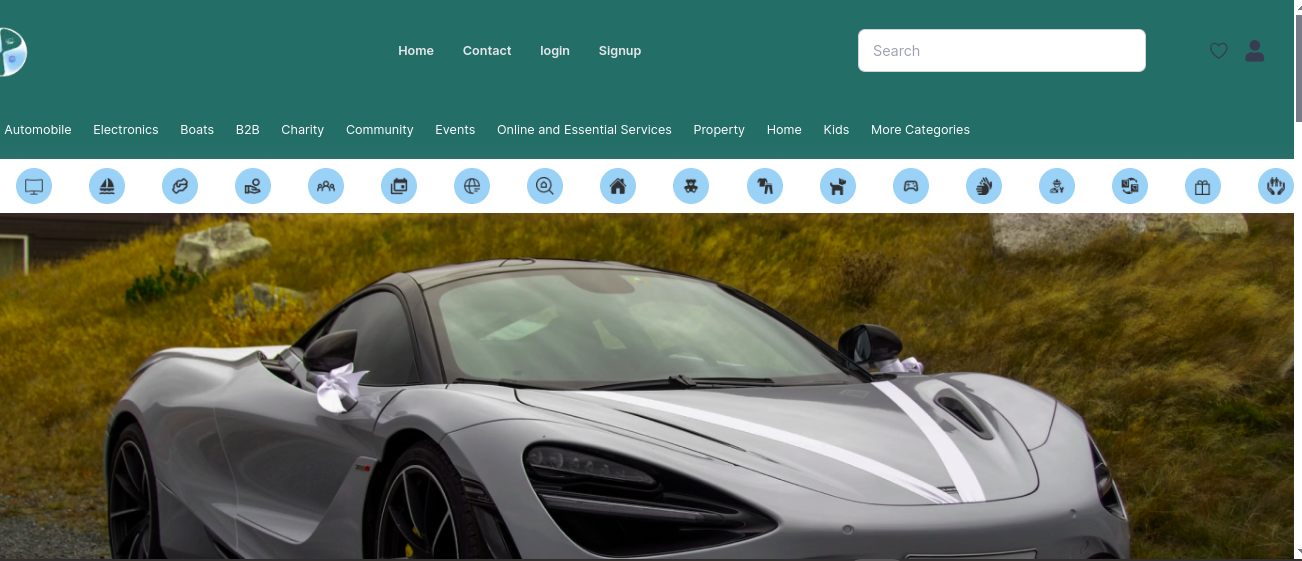 Home Contact login Signup
Search
Automobile Electronics Boats B2B Charity Community Events Online and Essential Services Property Home Kids More Categories